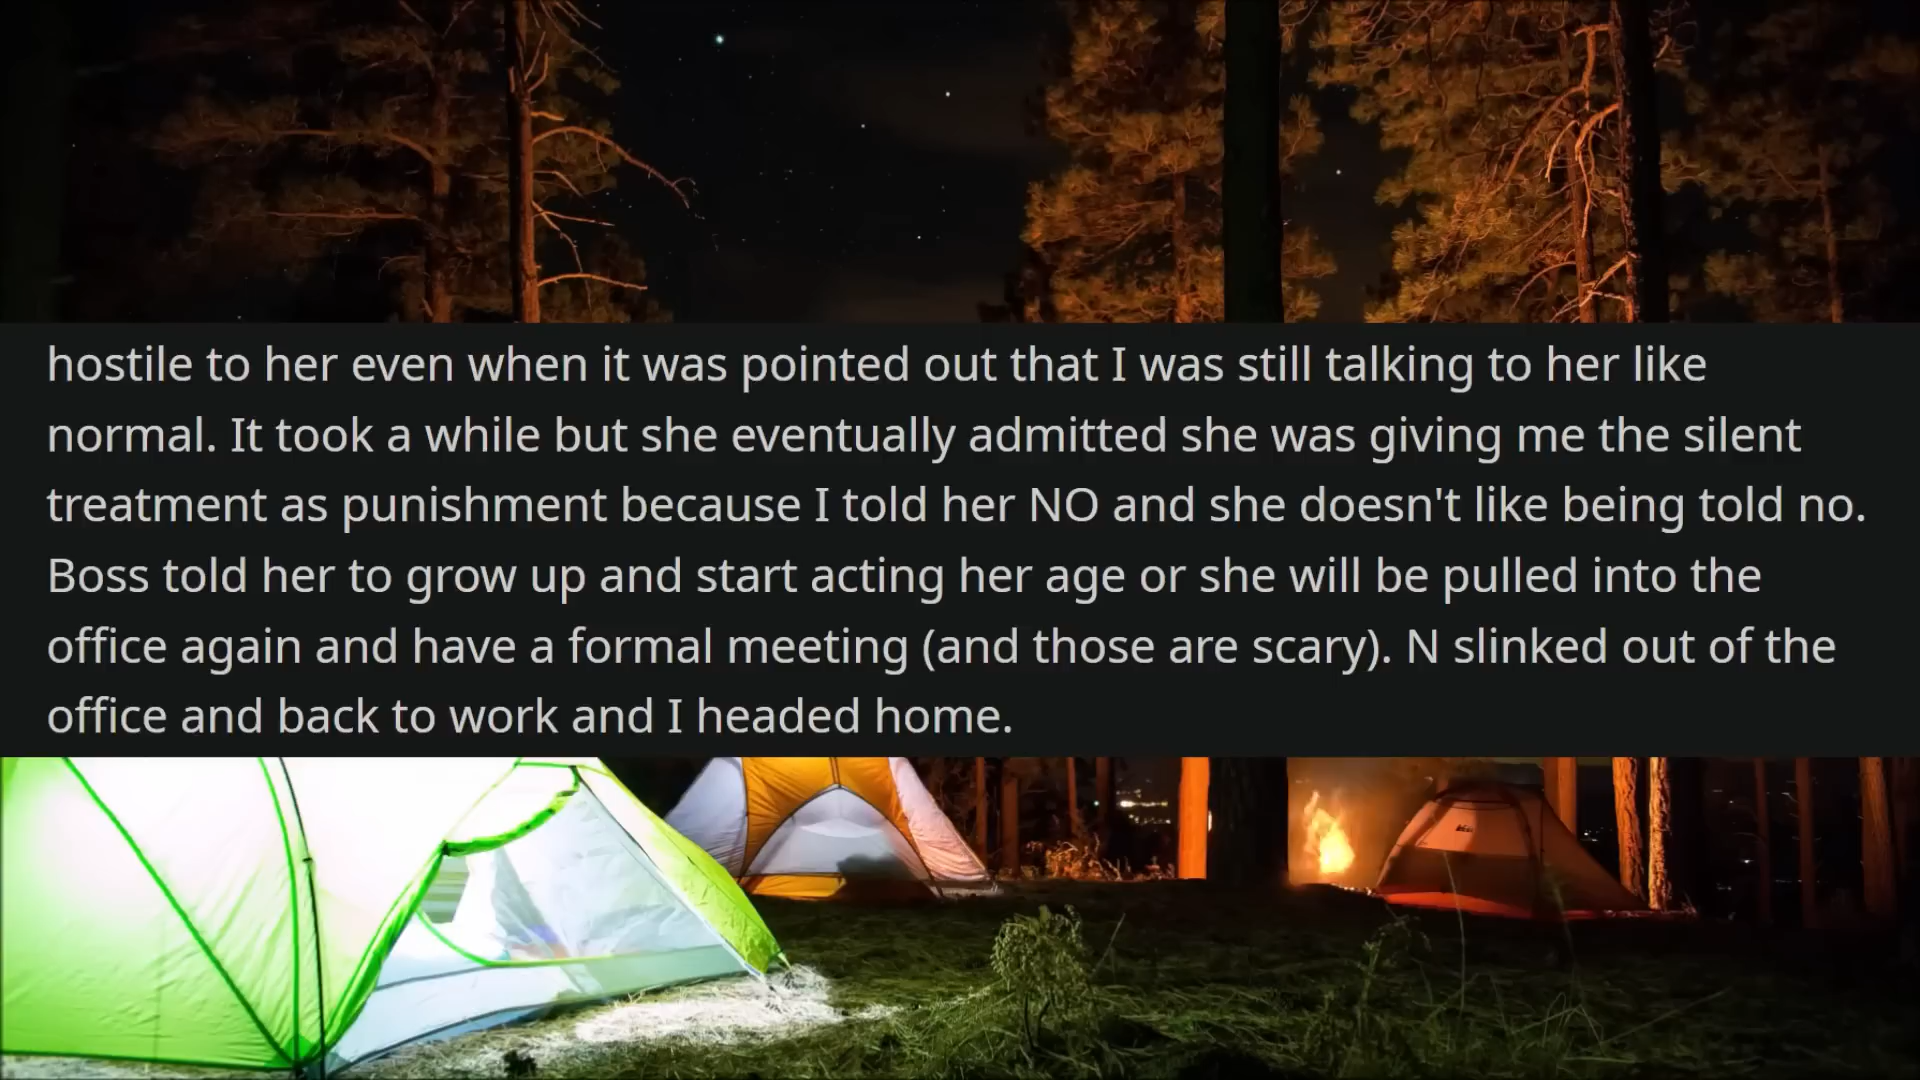 hostile to her even when it was pointed out that I was still talking to her like
normal. It took a while but she eventually admitted she was giving me the silent
treatment as punishment because I told her NO and she doesn't like being told no.
Boss told her to grow up and start acting her age or she will be pulled into the
office again and have a formal meeting (and those are scary). N slinked out of the
office and back to work and I headed home.